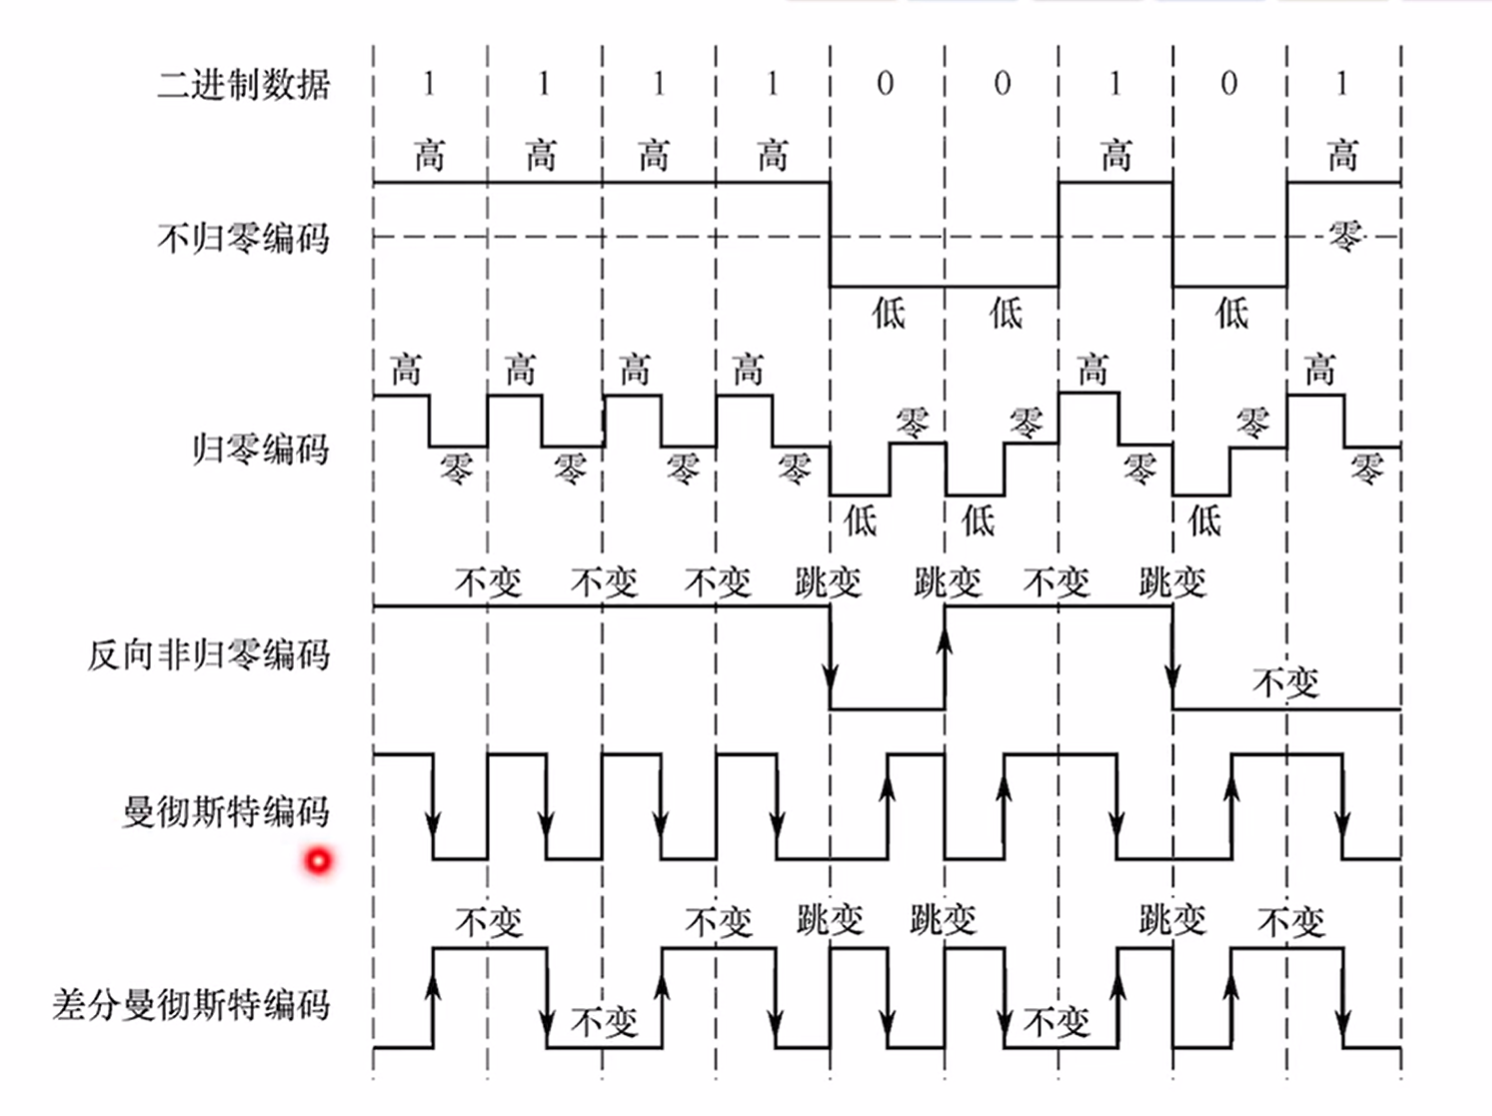 二进制数据 1 1 1 1 0 0 1 0 1
高 高 高 高 高 高
不归零编码 零
低 低 低
高 高 高 高 高 高
零 零 零
归零编码
零 零 零 零 零 零
低 低 低
不变 不变 不变 跳变 跳变 不变 跳变
反向非归零编码
不变
曼彻斯特编码
不变 不变 跳变 跳变 跳变 不变
差分曼彻斯特编码
不变 不变